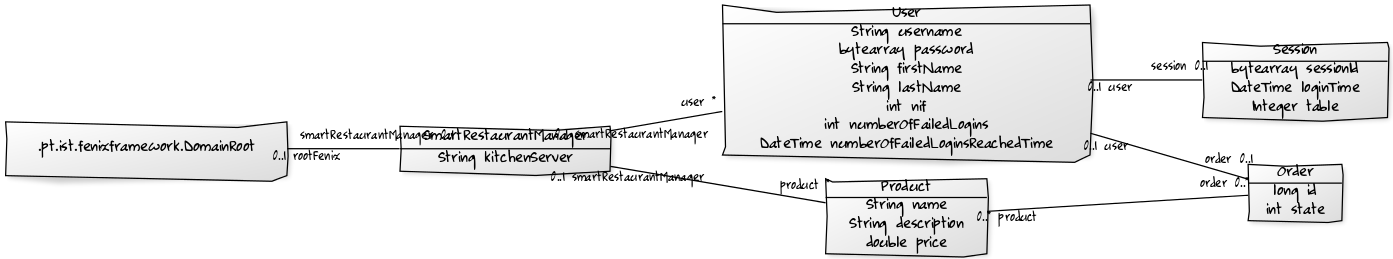 .pt.ist.fenixframework.DomainRoot
0..1 rootFenix
smartRestaurantManager
SmartRestaurantManager
String kitchenServer
smartRestaurantManager
0..1 smartRestaurantManager
user *
User
String username
bytearray password
String firstName
String lastName
int nif
int numberOfFailedLogins
DateTime numberOfFailedLoginsReachedTime
0..1 user
session 0..1
Session
bytearray sessionId
DateTime loginTime
Integer table
0..1 user
order 0..1
order 0..
Order
long id
int state
product
Product
String name
String description
double price
product